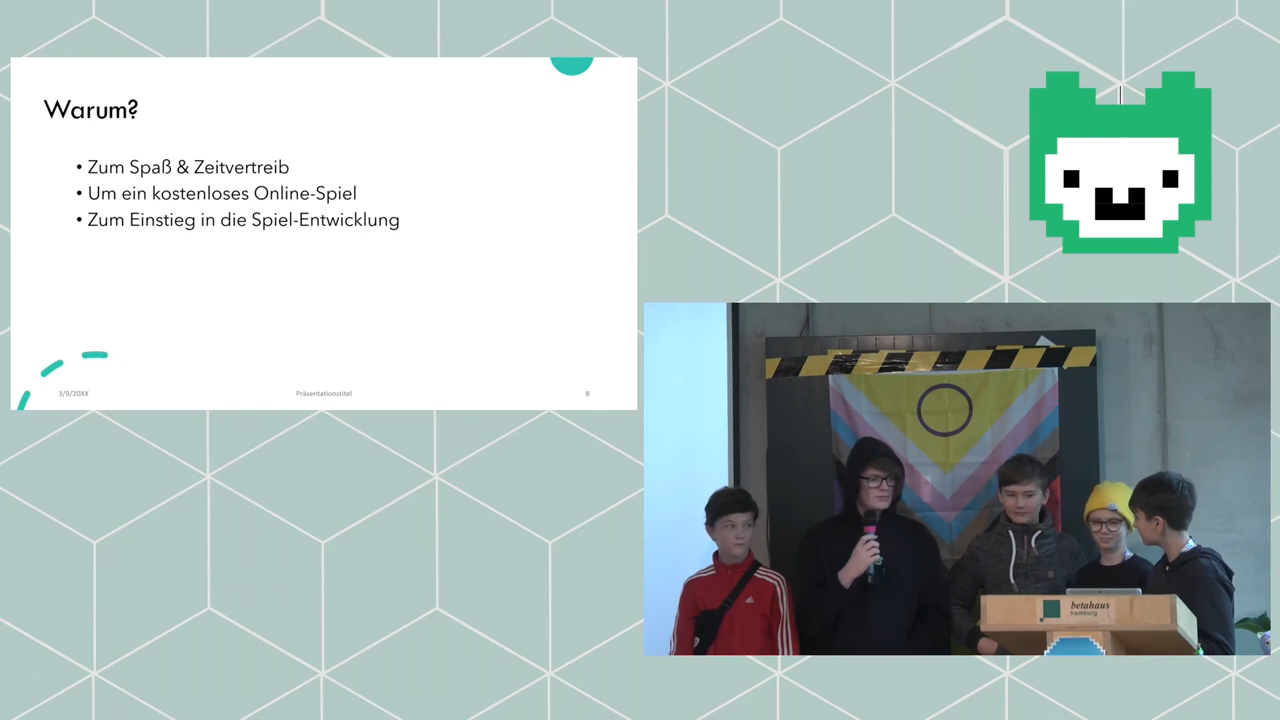 Warum?
• Zum Spaß & Zeitvertreib
• Um ein kostenloses Online-Spiel
• Zum Einstieg in die Spiel-Entwicklung
3/9/20XX
Präsentationstitel
8
betahaus
hamburg